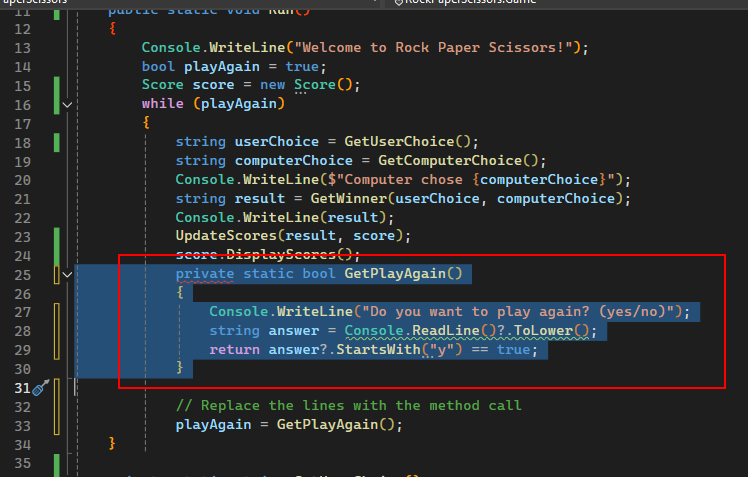 RockPaperScissors.Game
11 public static void Run()
12 {
13 Console.WriteLine("Welcome to Rock Paper Scissors!");
14 bool playAgain = true;
15 Score score = new Score();
16 while (playAgain)
17 {
18 string userChoice = GetUserChoice();
19 string computerChoice = GetComputerChoice();
20 Console.WriteLine($"Computer chose {computerChoice}");
21 string result = GetWinner(userChoice, computerChoice);
22 Console.WriteLine(result);
23 UpdateScores(result, score);
24 score.DisplayScores();
25 private static bool GetPlayAgain()
26 {
27 Console.WriteLine("Do you want to play again? (yes/no)");
28 string answer = Console.ReadLine()?.ToLower();
29 return answer?.StartsWith("y") == true;
30 }
31
32 // Replace the lines with the method call
33 playAgain = GetPlayAgain();
34 }
35